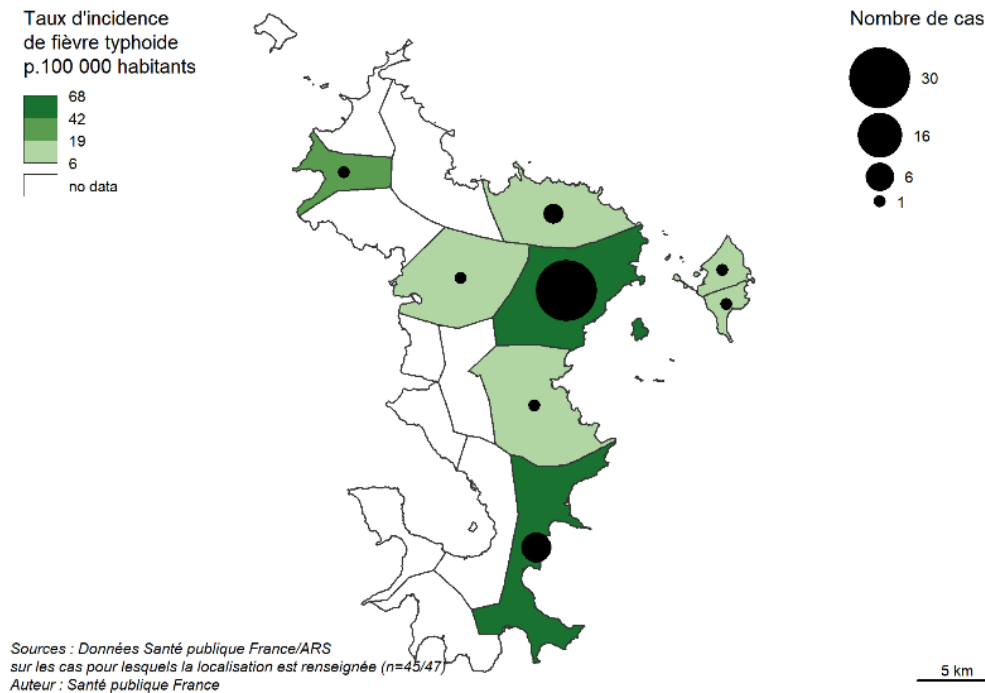 Taux d'incidence
de fièvre typhoide
p.100 000 habitants
68
42
19
6
no data
Nombre de cas
30
16
6
1
Sources : Données Santé publique France/ARS
sur les cas pour lesquels la localisation est renseignée (n=45/47)
Auteur : Santé publique France
5 km